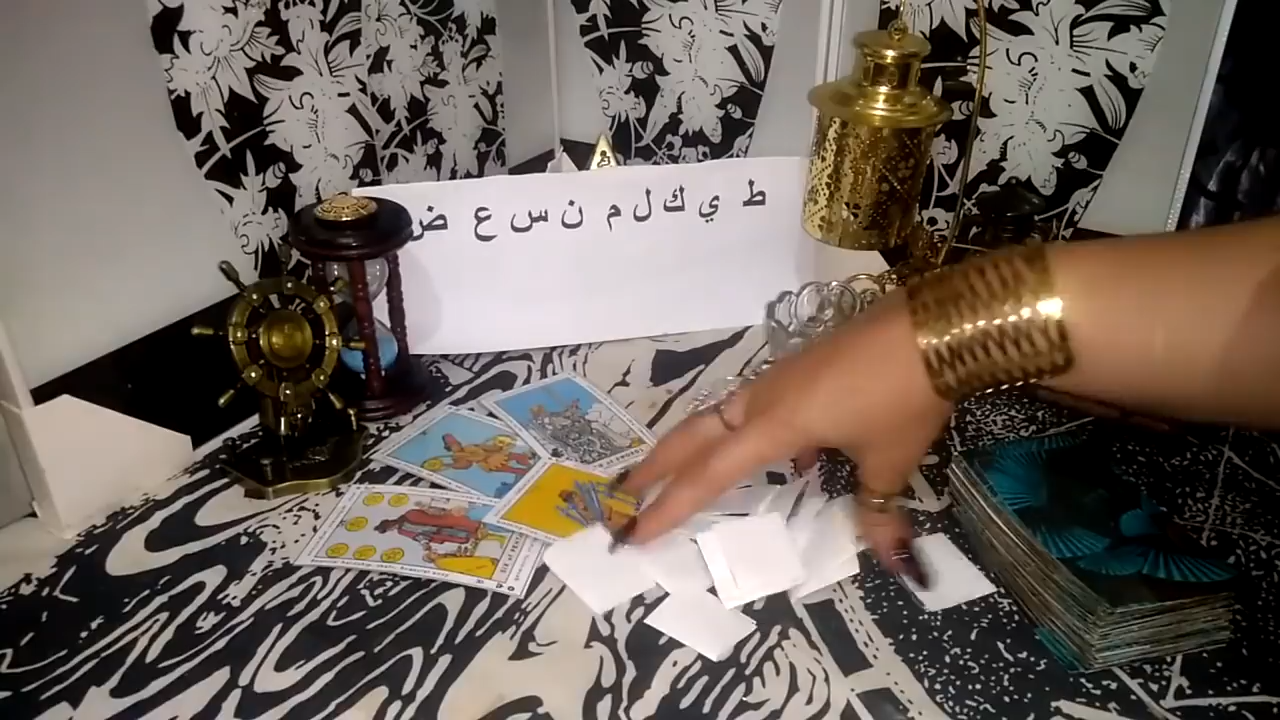 ط ي ك ل م ن س ع ض